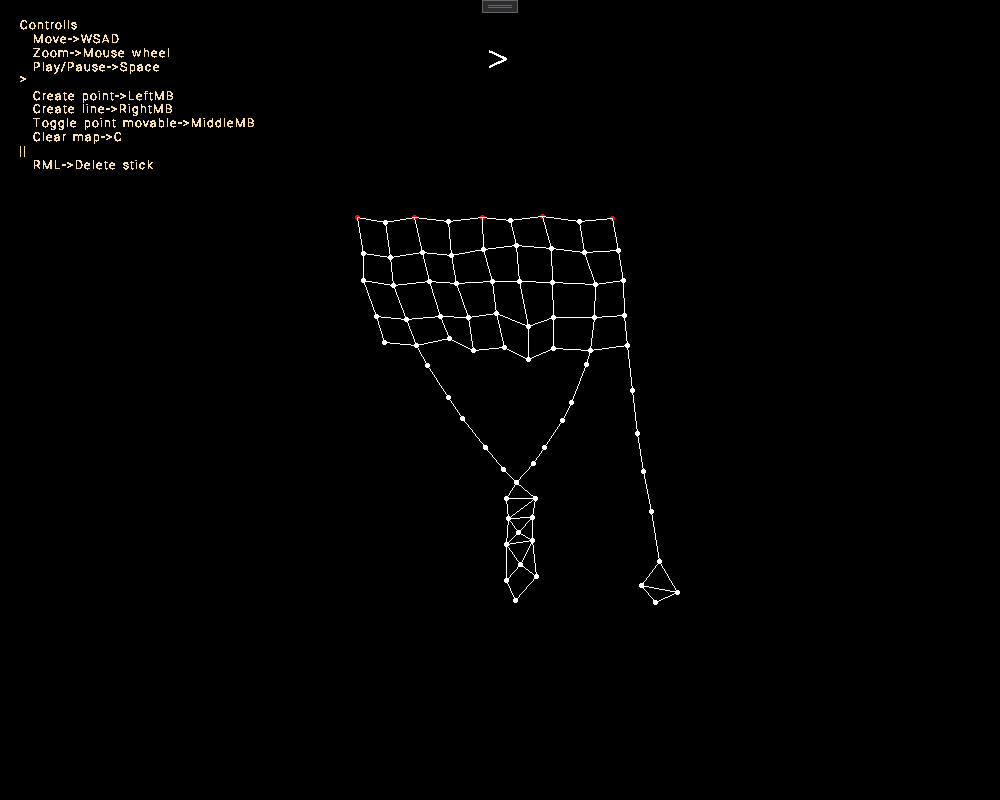 Controlls
Move->WSAD
Zoom->Mouse wheel
Play/Pause->Space
>
Create point->LeftMB
Create line->RightMB
Toggle point movable->MiddleMB
Clear map->C
||
RML->Delete stick
>